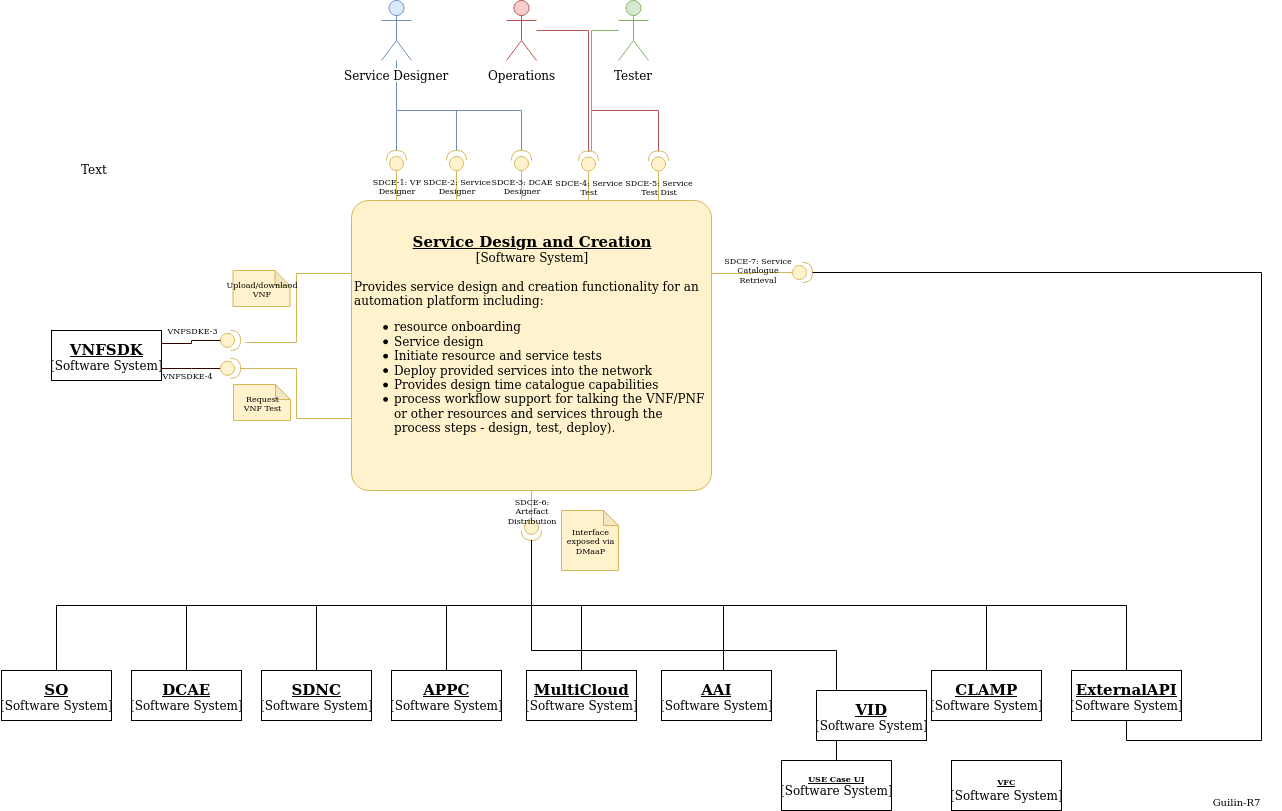 Service Designer
Operations
Tester
Text
SDCE-1: VF
Designer
SDCE-2: Service
Designer
SDCE-3: DCAE
Designer
SDCE-4: Service
Test
SDCE-5: Service
Test Dist
Service Design and Creation
[Software System]
Provides service design and creation functionality for an
automation platform including:
• resource onboarding
• Service design
• Initiate resource and service tests
• Deploy provided services into the network
• Provides design time catalogue capabilities
• process workflow support for talking the VNF/PNF
or other resources and services through the
process steps - design, test, deploy).
SDCE-7: Service
Catalogue
Retrieval
Upload/downlaod
VNF
VNFSDKE-3
VNFSDK
[Software System]
VNFSDKE-4
Request
VNF Test
SDCE-6:
Artefact
Distribution
Interface
exposed via
DMaaP
SO
[Software System]
DCAE
[Software System]
SDNC
[Software System]
APPC
[Software System]
MultiCloud
[Software System]
AAI
[Software System]
VID
[Software System]
CLAMP
[Software System]
ExternalAPI
[Software System]
USE Case UI
[Software System]
VFC
[Software System]
Guilin-R7